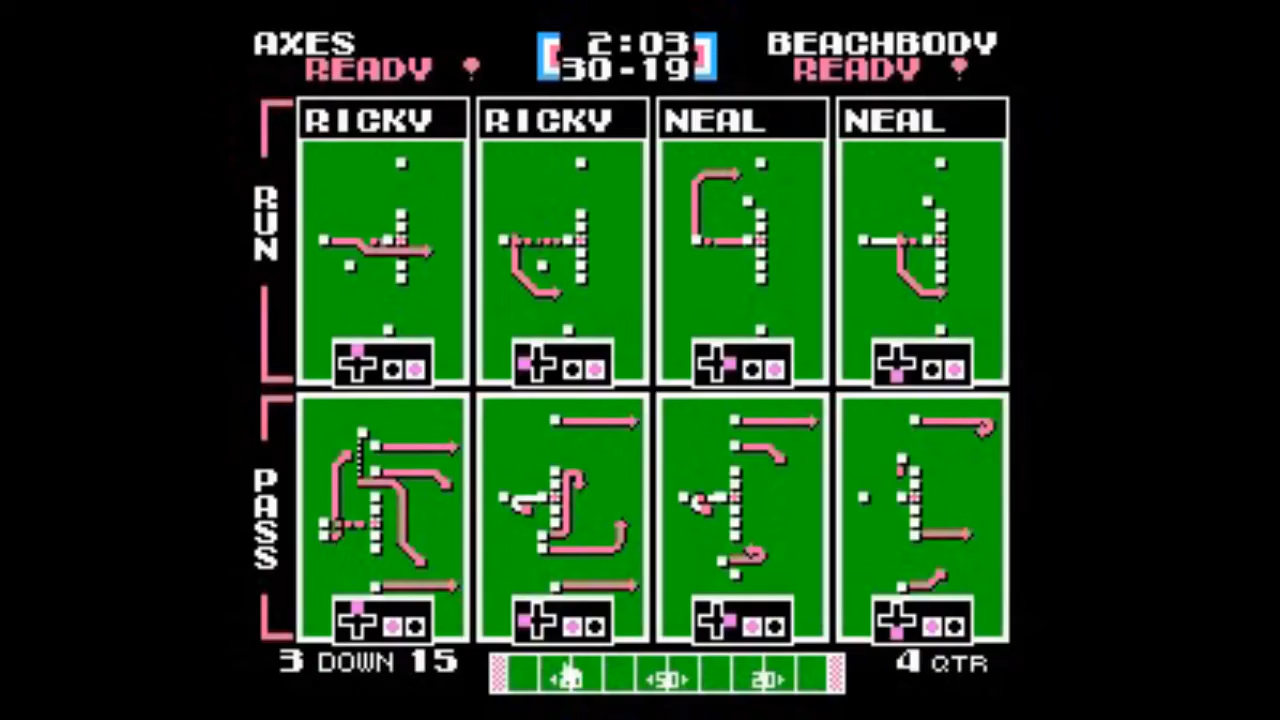 AXES 2:03 BEACHBODY
READY 30-19 READY
RICKY RICKY NEAL NEAL
RUN
PASS
3 DOWN 15 4 QTR
20 50 20